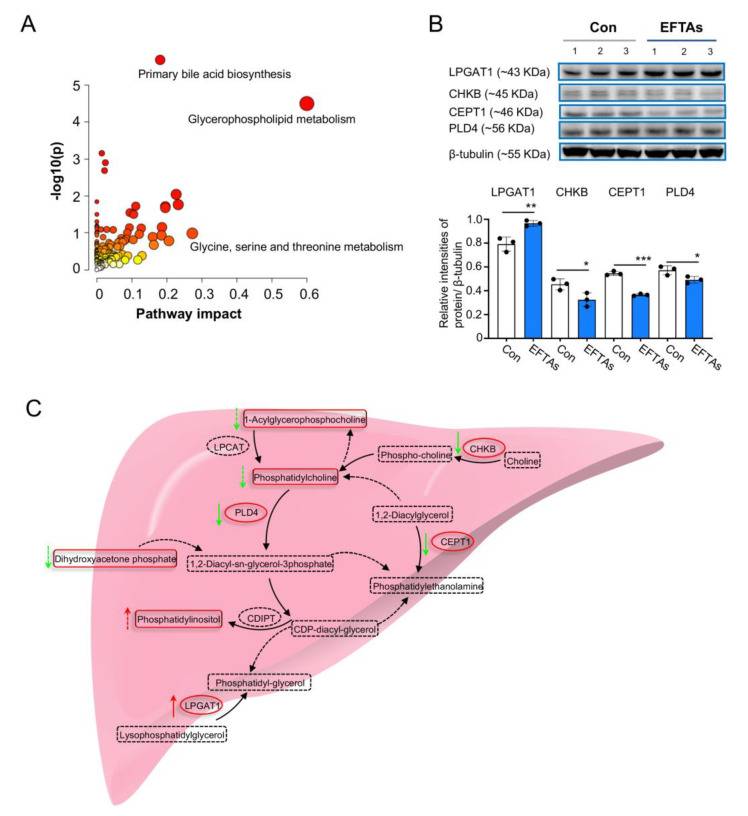 A
Primary bile acid biosynthesis
Glycerophospholipid metabolism
Glycine, serine and threonine metabolism
-log10(p)
5
4
3
2
1
0
0 0.1 0.2 0.3 0.4 0.5 0.6
Pathway impact
B
Con EFTAs
1 2 3 1 2 3
LPGAT1 (~43 KDa)
CHKB (~45 KDa)
CEPT1 (~46 KDa)
PLD4 (~56 KDa)
β-tubulin (~55 KDa)
LPGAT1 CHKB CEPT1 PLD4
Relative intensities of
protein/ β-tubulin
1.0
0.8
0.6
0.4
0.2
0
** * *** *
Con EFTAs Con EFTAs Con EFTAs Con EFTAs
C
1-Acylglycerophosphocholine
LPCAT
Phospho-choline
CHKB
Choline
Phosphatidylcholine
PLD4
1,2-Diacylglycerol
CEPT1
Dihydroxyacetone phosphate
1,2-Diacyl-sn-glycerol-3phosphate
Phosphatidylethanolamine
Phosphatidylinositol
CDIPT
CDP-diacyl-glycerol
Phosphatidyl-glycerol
LPGAT1
Lysophosphatidylglycerol